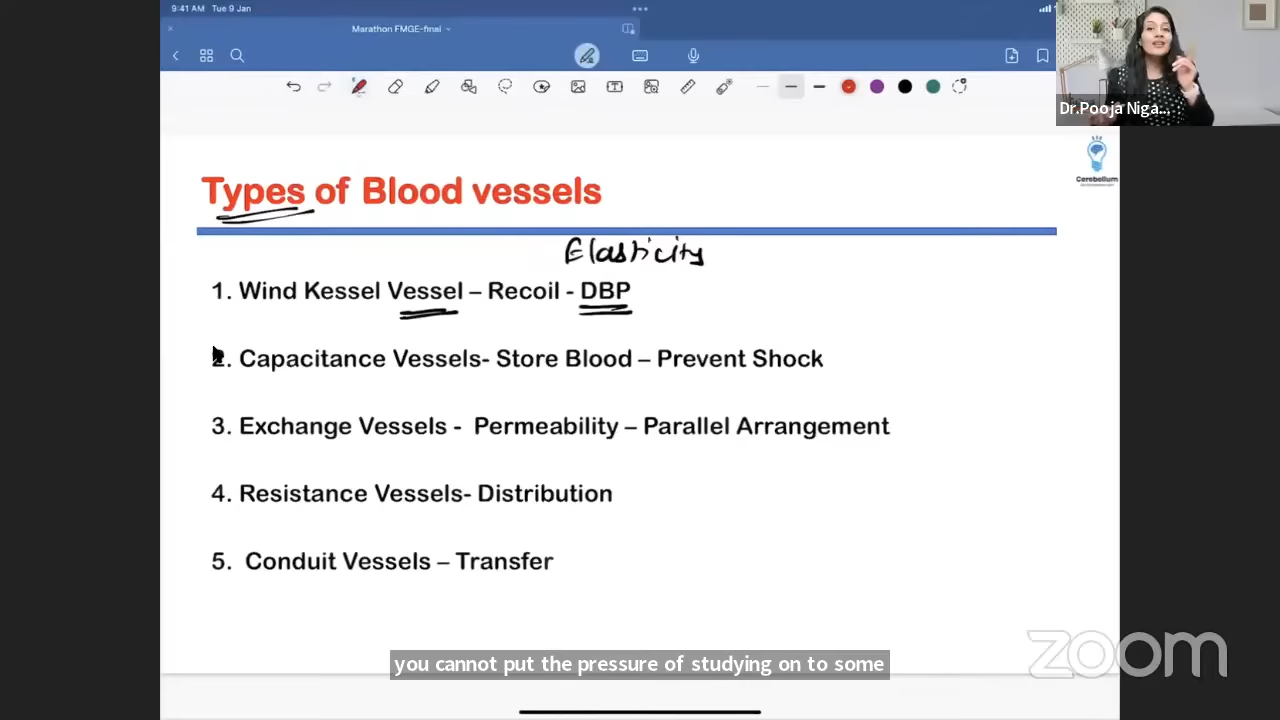 9:41 AM Tue 9 Jan
Marathon FMGE-final
Dr.Pooja Niga...
Cerebellum
Types of Blood vessels
Elasticity
1. Wind Kessel Vessel – Recoil - DBP
2. Capacitance Vessels- Store Blood – Prevent Shock
3. Exchange Vessels - Permeability – Parallel Arrangement
4. Resistance Vessels- Distribution
5. Conduit Vessels – Transfer
zoom
you cannot put the pressure of studying on to some